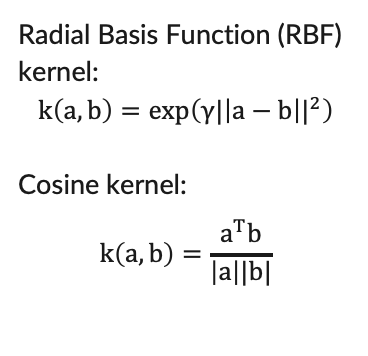 Radial Basis Function (RBF)
kernel:
k(a, b) = exp(γ||a − b||²)
Cosine kernel:
k(a, b) = aᵀb / |a||b|